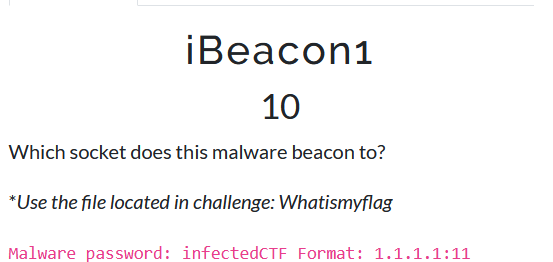 iBeacon1
10
Which socket does this malware beacon to?
*Use the file located in challenge: Whatismyflag
Malware password: infectedCTF Format: 1.1.1.1:11